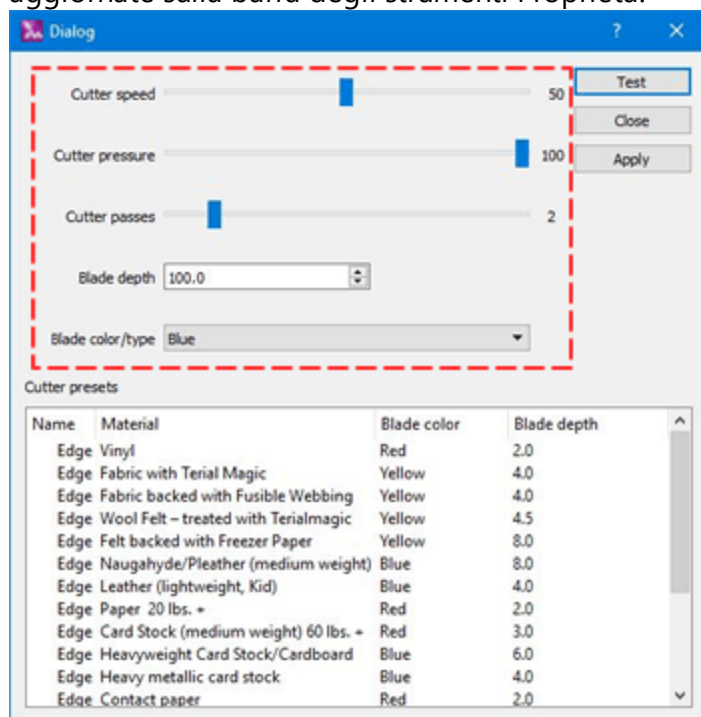 aggiornate sulla barra degli strumenti Proprietà.
Dialog ? ×
Cutter speed 50 Test
Close
Cutter pressure 100 Apply
Cutter passes 2
Blade depth 100.0
Blade color/type Blue
Cutter presets
Name Material Blade color Blade depth
Edge Vinyl Red 2.0
Edge Fabric with Terial Magic Yellow 4.0
Edge Fabric backed with Fusible Webbing Yellow 4.0
Edge Wool Felt – treated with Terialmagic Yellow 4.5
Edge Felt backed with Freezer Paper Yellow 8.0
Edge Naugahyde/Pleather (medium weight) Blue 8.0
Edge Leather (lightweight, Kid) Blue 4.0
Edge Paper 20 lbs. + Red 2.0
Edge Card Stock (medium weight) 60 lbs. + Red 3.0
Edge Heavyweight Card Stock/Cardboard Blue 6.0
Edge Heavy metallic card stock Blue 4.0
Edge Contact paper Red 2.0